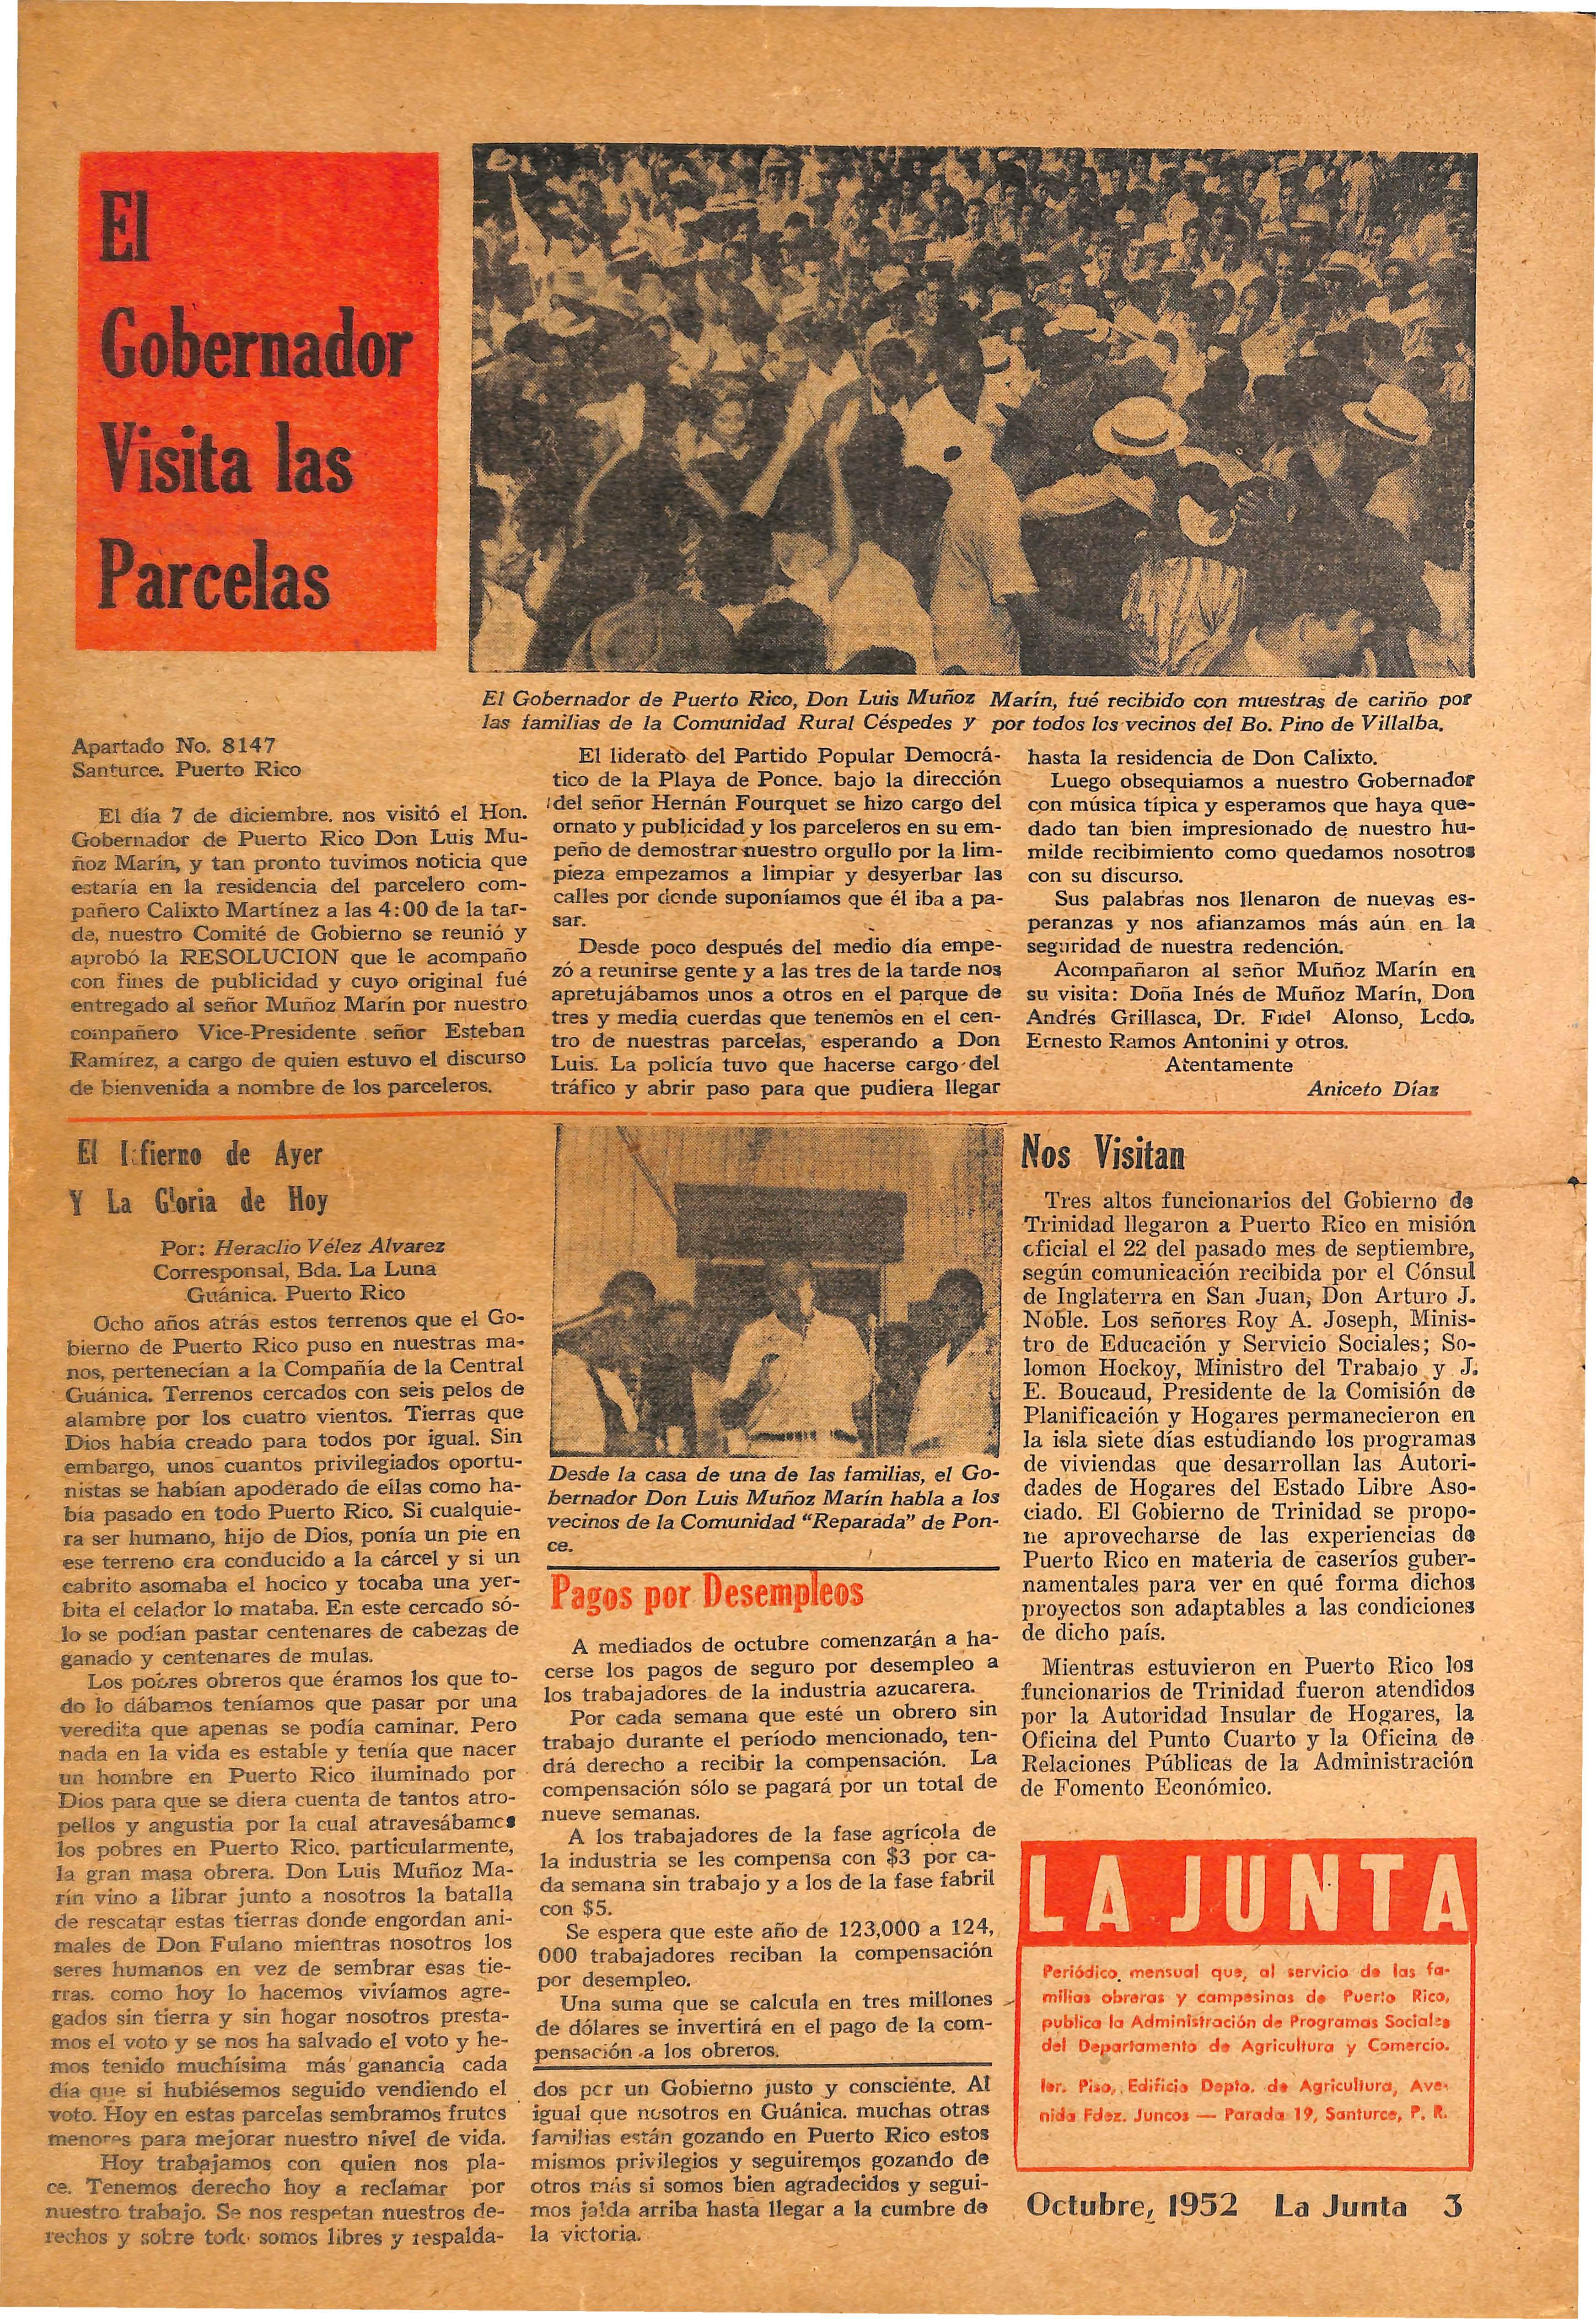 El
Gobernador
Visita las
Parcelas
El Gobernador de Puerto Rico, Don Luis Muñoz Marín, fué recibido con muestras de cariño por
las familias de la Comunidad Rural Céspedes y por todos los vecinos del Bo. Pino de Villalba.
Apartado No. 8147
Santurce. Puerto Rico
El día 7 de diciembre. nos visitó el Hon.
Gobernador de Puerto Rico Don Luis Mu-
ñoz Marín, y tan pronto tuvimos noticia que
estaría en la residencia del parcelero com-
pañero Calixto Martínez a las 4:00 de la tar-
de, nuestro Comité de Gobierno se reunió y
aprobó la RESOLUCION que le acompaño
con fines de publicidad y cuyo original fué
entregado al señor Muñoz Marín por nuestro
compañero Vice-Presidente señor Esteban
Ramírez, a cargo de quien estuvo el discurso
de bienvenida a nombre de los parceleros.
El liderato del Partido Popular Democrá-
tico de la Playa de Ponce. bajo la dirección
del señor Hernán Fourquet se hizo cargo del
ornato y publicidad y los parceleros en su em-
peño de demostrar nuestro orgullo por la lim-
pieza empezamos a limpiar y desyerbar las
calles por donde suponíamos que él iba a pa-
sar.
Desde poco después del medio día empe-
zó a reunirse gente y a las tres de la tarde nos
apretujábamos unos a otros en el parque de
tres y media cuerdas que tenemos en el cen-
tro de nuestras parcelas, esperando a Don
Luis. La policía tuvo que hacerse cargo del
tráfico y abrir paso para que pudiera llegar
hasta la residencia de Don Calixto.
Luego obsequiamos a nuestro Gobernador
con música típica y esperamos que haya que-
dado tan bien impresionado de nuestro hu-
milde recibimiento como quedamos nosotros
con su discurso.
Sus palabras nos llenaron de nuevas es-
peranzas y nos afianzamos más aún en la
seguridad de nuestra redención.
Acompañaron al señor Muñoz Marín en
su visita: Doña Inés de Muñoz Marín, Don
Andrés Grillasca, Dr. Fidel Alonso, Lcdo.
Ernesto Ramos Antonini y otros.
Atentamente
Aniceto Díaz
El Infierno de Ayer
Y La Gloria de Hoy
Por: Heraclio Vélez Alvarez
Corresponsal, Bda. La Luna
Guánica. Puerto Rico
Ocho años atrás estos terrenos que el Go-
bierno de Puerto Rico puso en nuestras ma-
nos, pertenecían a la Compañía de la Central
Guánica. Terrenos cercados con seis pelos de
alambre por los cuatro vientos. Tierras que
Dios había creado para todos por igual. Sin
embargo, unos cuantos privilegiados oportu-
nistas se habían apoderado de ellas como ha-
bía pasado en todo Puerto Rico. Si cualquie-
ra ser humano, hijo de Dios, ponía un pie en
ese terreno era conducido a la cárcel y si un
cabrito asomaba el hocico y tocaba una yer-
bita el celador lo mataba. En este cercado só-
lo se podían pastar centenares de cabezas de
ganado y centenares de mulas.
Los pobres obreros que éramos los que to-
do lo dábamos teníamos que pasar por una
veredita que apenas se podía caminar. Pero
nada en la vida es estable y tenía que nacer
un hombre en Puerto Rico iluminado por
Dios para que se diera cuenta de tantos atro-
pellos y angustia por la cual atravesábamos
los pobres en Puerto Rico. particularmente,
la gran masa obrera. Don Luis Muñoz Ma-
rín vino a librar junto a nosotros la batalla
de rescatar estas tierras donde engordan ani-
males de Don Fulano mientras nosotros los
seres humanos en vez de sembrar esas tie-
rras. como hoy lo hacemos vivíamos agre-
gados sin tierra y sin hogar nosotros presta-
mos el voto y se nos ha salvado el voto y he-
mos tenido muchísima más ganancia cada
día que si hubiésemos seguido vendiendo el
voto. Hoy en estas parcelas sembramos frutos
menores para mejorar nuestro nivel de vida.
Hoy trabajamos con quien nos pla-
ce. Tenemos derecho hoy a reclamar por
nuestro trabajo. Se nos respetan nuestros de-
rechos y sobre todo somos libres y respalda-
Desde la casa de una de las familias, el Go-
bernador Don Luis Muñoz Marín habla a los
vecinos de la Comunidad "Reparada" de Pon-
ce.
Pagos por Desempleos
A mediados de octubre comenzarán a ha-
cerse los pagos de seguro por desempleo a
los trabajadores de la industria azucarera.
Por cada semana que esté un obrero sin
trabajo durante el período mencionado, ten-
drá derecho a recibir la compensación. La
compensación sólo se pagará por un total de
nueve semanas.
A los trabajadores de la fase agrícola de
la industria se les compensa con $3 por ca-
da semana sin trabajo y a los de la fase fabril
con $5.
Se espera que este año de 123,000 a 124,
000 trabajadores reciban la compensación
por desempleo.
Una suma que se calcula en tres millones
de dólares se invertirá en el pago de la com-
pensación a los obreros.
dos por un Gobierno justo y consciente. Al
igual que nosotros en Guánica. muchas otras
familias están gozando en Puerto Rico estos
mismos privilegios y seguiremos gozando de
otros más si somos bien agradecidos y segui-
mos jalda arriba hasta llegar a la cumbre de
la victoria.
Nos Visitan
Tres altos funcionarios del Gobierno de
Trinidad llegaron a Puerto Rico en misión
oficial el 22 del pasado mes de septiembre,
según comunicación recibida por el Cónsul
de Inglaterra en San Juan, Don Arturo J.
Noble. Los señores Roy A. Joseph, Minis-
tro de Educación y Servicio Sociales; So-
lomon Hockoy, Ministro del Trabajo y J.
E. Boucaud, Presidente de la Comisión de
Planificación y Hogares permanecieron en
la isla siete días estudiando los programas
de viviendas que desarrollan las Autori-
dades de Hogares del Estado Libre Aso-
ciado. El Gobierno de Trinidad se propo-
ne aprovecharse de las experiencias de
Puerto Rico en materia de caseríos guber-
namentales para ver en qué forma dichos
proyectos son adaptables a las condiciones
de dicho país.
Mientras estuvieron en Puerto Rico los
funcionarios de Trinidad fueron atendidos
por la Autoridad Insular de Hogares, la
Oficina del Punto Cuarto y la Oficina de
Relaciones Públicas de la Administración
de Fomento Económico.
LA JUNTA
Periódico mensual que, al servicio de las fa-
milias obreras y campesinas de Puerto Rico,
publica la Administración de Programas Sociales
del Departamento de Agricultura y Comercio.
1er. Piso, Edificio Depto. de Agricultura, Ave-
nida Fdez. Juncos — Parada 19, Santurce, P. R.
Octubre, 1952 La Junta 3